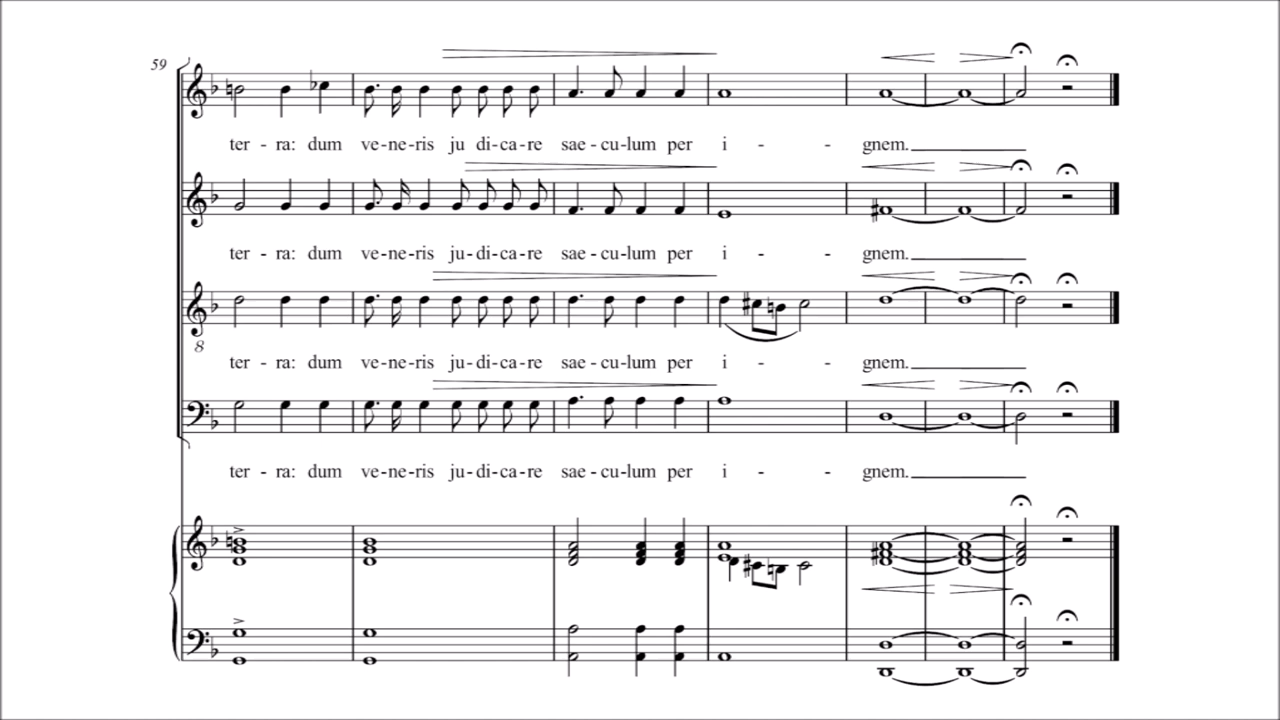 59
ter - ra: dum ve-ne-ris ju di-ca-re sae-cu-lum per i - - gnem.
ter - ra: dum ve-ne-ris ju-di-ca-re sae-cu-lum per i - - gnem.
8
ter - ra: dum ve-ne-ris ju-di-ca-re sae-cu-lum per i - - gnem.
ter - ra: dum ve-ne-ris ju-di-ca-re sae-cu-lum per i - - gnem.